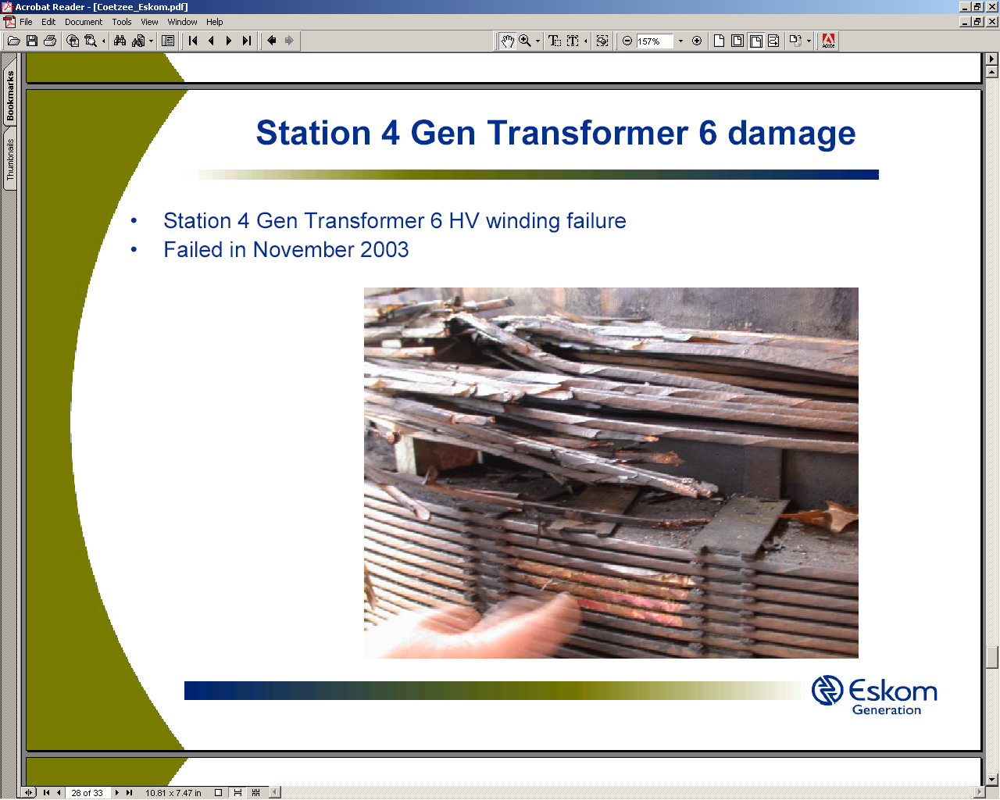 Acrobat Reader - [Coetzee_Eskom.pdf]
File Edit Document Tools View Window Help
157%
Adobe
Bookmarks
Thumbnails
Station 4 Gen Transformer 6 damage
• Station 4 Gen Transformer 6 HV winding failure
• Failed in November 2003
Eskom
Generation
28 of 33
10.81 x 7.47 in